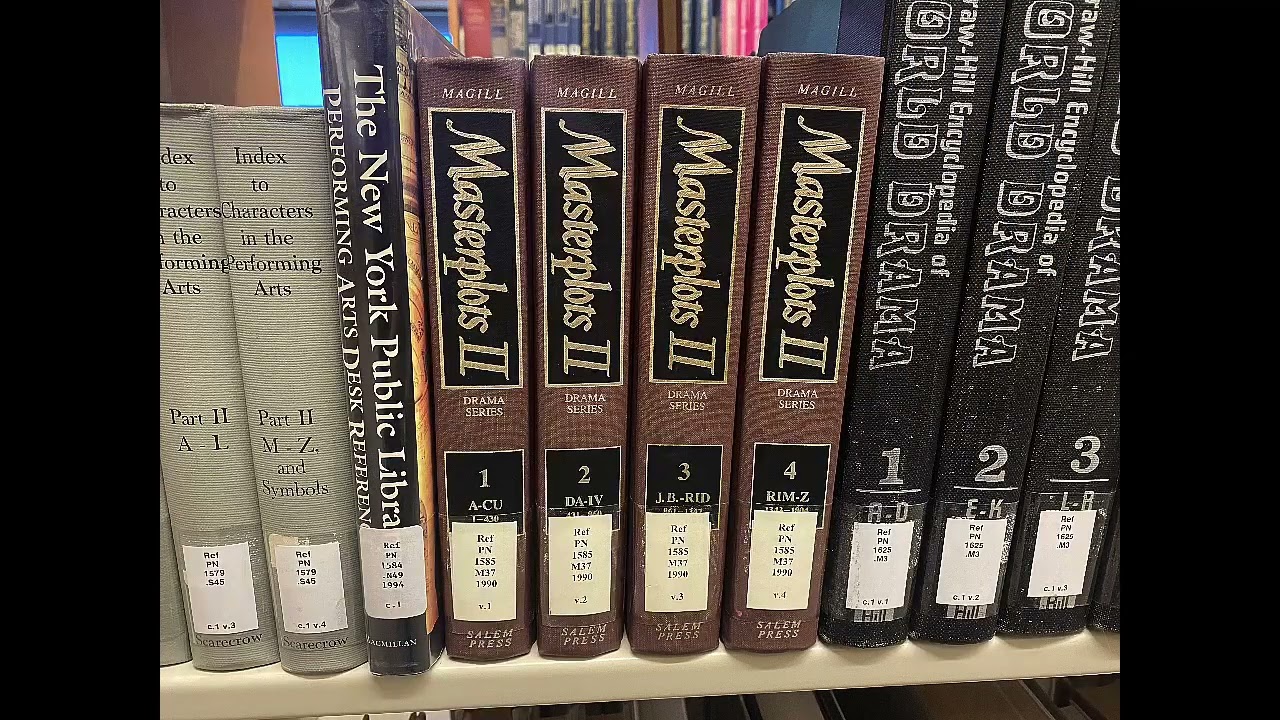 dex
to
racters
n the
forming
Arts
Part II
A L
Ref
PN
1579
.S45
c.1 v.3
Scarecrow
Index
to
Characters
in the
Performing
Arts
Part II
M - Z.
and
Symbols
Ref
PN
1579
.S45
c.1 v.4
Scarecrow
The New York Public Libra
PERFORMING ARTS DESK REFEREN
Ref
PN
1584
.N49
1994
c.1
MACMILLAN
MAGILL
Masterplots II
DRAMA
SERIES
1
A-CU
1-430
Ref
PN
1585
M37
1990
v.1
SALEM
PRESS
MAGILL
Masterplots II
DRAMA
SERIES
2
DA-IV
Ref
PN
1585
M37
1990
v.2
SALEM
PRESS
MAGILL
Masterplots II
DRAMA
SERIES
3
J.B.-RID
Ref
PN
1585
M37
1990
v.3
SALEM
PRESS
MAGILL
Masterplots II
DRAMA
SERIES
4
RIM-Z
Ref
PN
1585
M37
1990
v.4
SALEM
PRESS
raw-Hill Encyclopedia of
ORLD DRAMA
1
A-D
Ref
PN
1625
.M3
c.1 v.1
raw-Hill Encyclopedia of
ORLD DRAMA
2
E-K
Ref
PN
1625
.M3
c.1 v.2
DRAMA
3
L-R
Ref
PN
1625
.M3
c.1 v.3